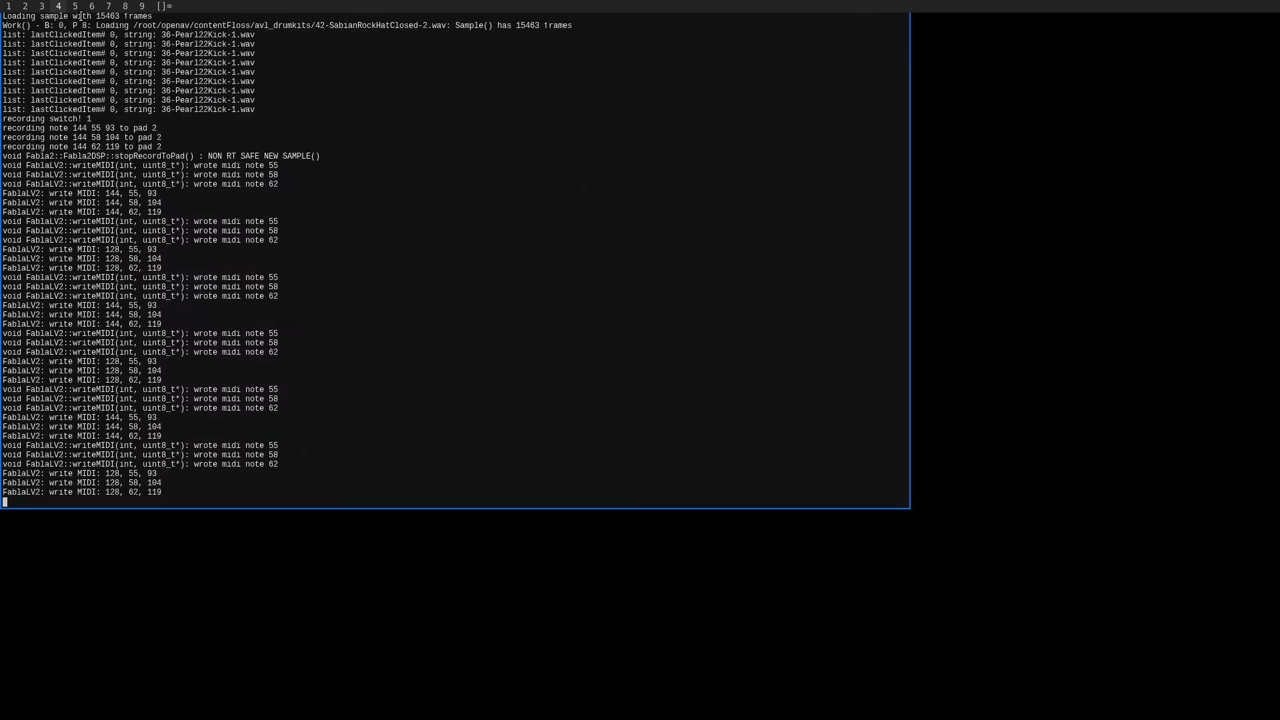 1 2 3 4 5 6 7 8 9 []=
Loading sample with 15463 frames
Work() - B: 0, P 8: Loading /root/openav/contentFloss/avl_drumkits/42-SabianRockHatClosed-2.wav: Sample() has 15463 frames
list: lastClickedItem# 0, string: 36-Pearl22Kick-1.wav
list: lastClickedItem# 0, string: 36-Pearl22Kick-1.wav
list: lastClickedItem# 0, string: 36-Pearl22Kick-1.wav
list: lastClickedItem# 0, string: 36-Pearl22Kick-1.wav
list: lastClickedItem# 0, string: 36-Pearl22Kick-1.wav
list: lastClickedItem# 0, string: 36-Pearl22Kick-1.wav
list: lastClickedItem# 0, string: 36-Pearl22Kick-1.wav
list: lastClickedItem# 0, string: 36-Pearl22Kick-1.wav
list: lastClickedItem# 0, string: 36-Pearl22Kick-1.wav
recording switch! 1
recording note 144 55 93 to pad 2
recording note 144 58 104 to pad 2
recording note 144 62 119 to pad 2
void Fabla2::Fabla2DSP::stopRecordToPad() : NON RT SAFE NEW SAMPLE()
void FablaLV2::writeMIDI(int, uint8_t*): wrote midi note 55
void FablaLV2::writeMIDI(int, uint8_t*): wrote midi note 58
void FablaLV2::writeMIDI(int, uint8_t*): wrote midi note 62
FablaLV2: write MIDI: 144, 55, 93
FablaLV2: write MIDI: 144, 58, 104
FablaLV2: write MIDI: 144, 62, 119
void FablaLV2::writeMIDI(int, uint8_t*): wrote midi note 55
void FablaLV2::writeMIDI(int, uint8_t*): wrote midi note 58
void FablaLV2::writeMIDI(int, uint8_t*): wrote midi note 62
FablaLV2: write MIDI: 128, 55, 93
FablaLV2: write MIDI: 128, 58, 104
FablaLV2: write MIDI: 128, 62, 119
void FablaLV2::writeMIDI(int, uint8_t*): wrote midi note 55
void FablaLV2::writeMIDI(int, uint8_t*): wrote midi note 58
void FablaLV2::writeMIDI(int, uint8_t*): wrote midi note 62
FablaLV2: write MIDI: 144, 55, 93
FablaLV2: write MIDI: 144, 58, 104
FablaLV2: write MIDI: 144, 62, 119
void FablaLV2::writeMIDI(int, uint8_t*): wrote midi note 55
void FablaLV2::writeMIDI(int, uint8_t*): wrote midi note 58
void FablaLV2::writeMIDI(int, uint8_t*): wrote midi note 62
FablaLV2: write MIDI: 128, 55, 93
FablaLV2: write MIDI: 128, 58, 104
FablaLV2: write MIDI: 128, 62, 119
void FablaLV2::writeMIDI(int, uint8_t*): wrote midi note 55
void FablaLV2::writeMIDI(int, uint8_t*): wrote midi note 58
void FablaLV2::writeMIDI(int, uint8_t*): wrote midi note 62
FablaLV2: write MIDI: 144, 55, 93
FablaLV2: write MIDI: 144, 58, 104
FablaLV2: write MIDI: 144, 62, 119
void FablaLV2::writeMIDI(int, uint8_t*): wrote midi note 55
void FablaLV2::writeMIDI(int, uint8_t*): wrote midi note 58
void FablaLV2::writeMIDI(int, uint8_t*): wrote midi note 62
FablaLV2: write MIDI: 128, 55, 93
FablaLV2: write MIDI: 128, 58, 104
FablaLV2: write MIDI: 128, 62, 119